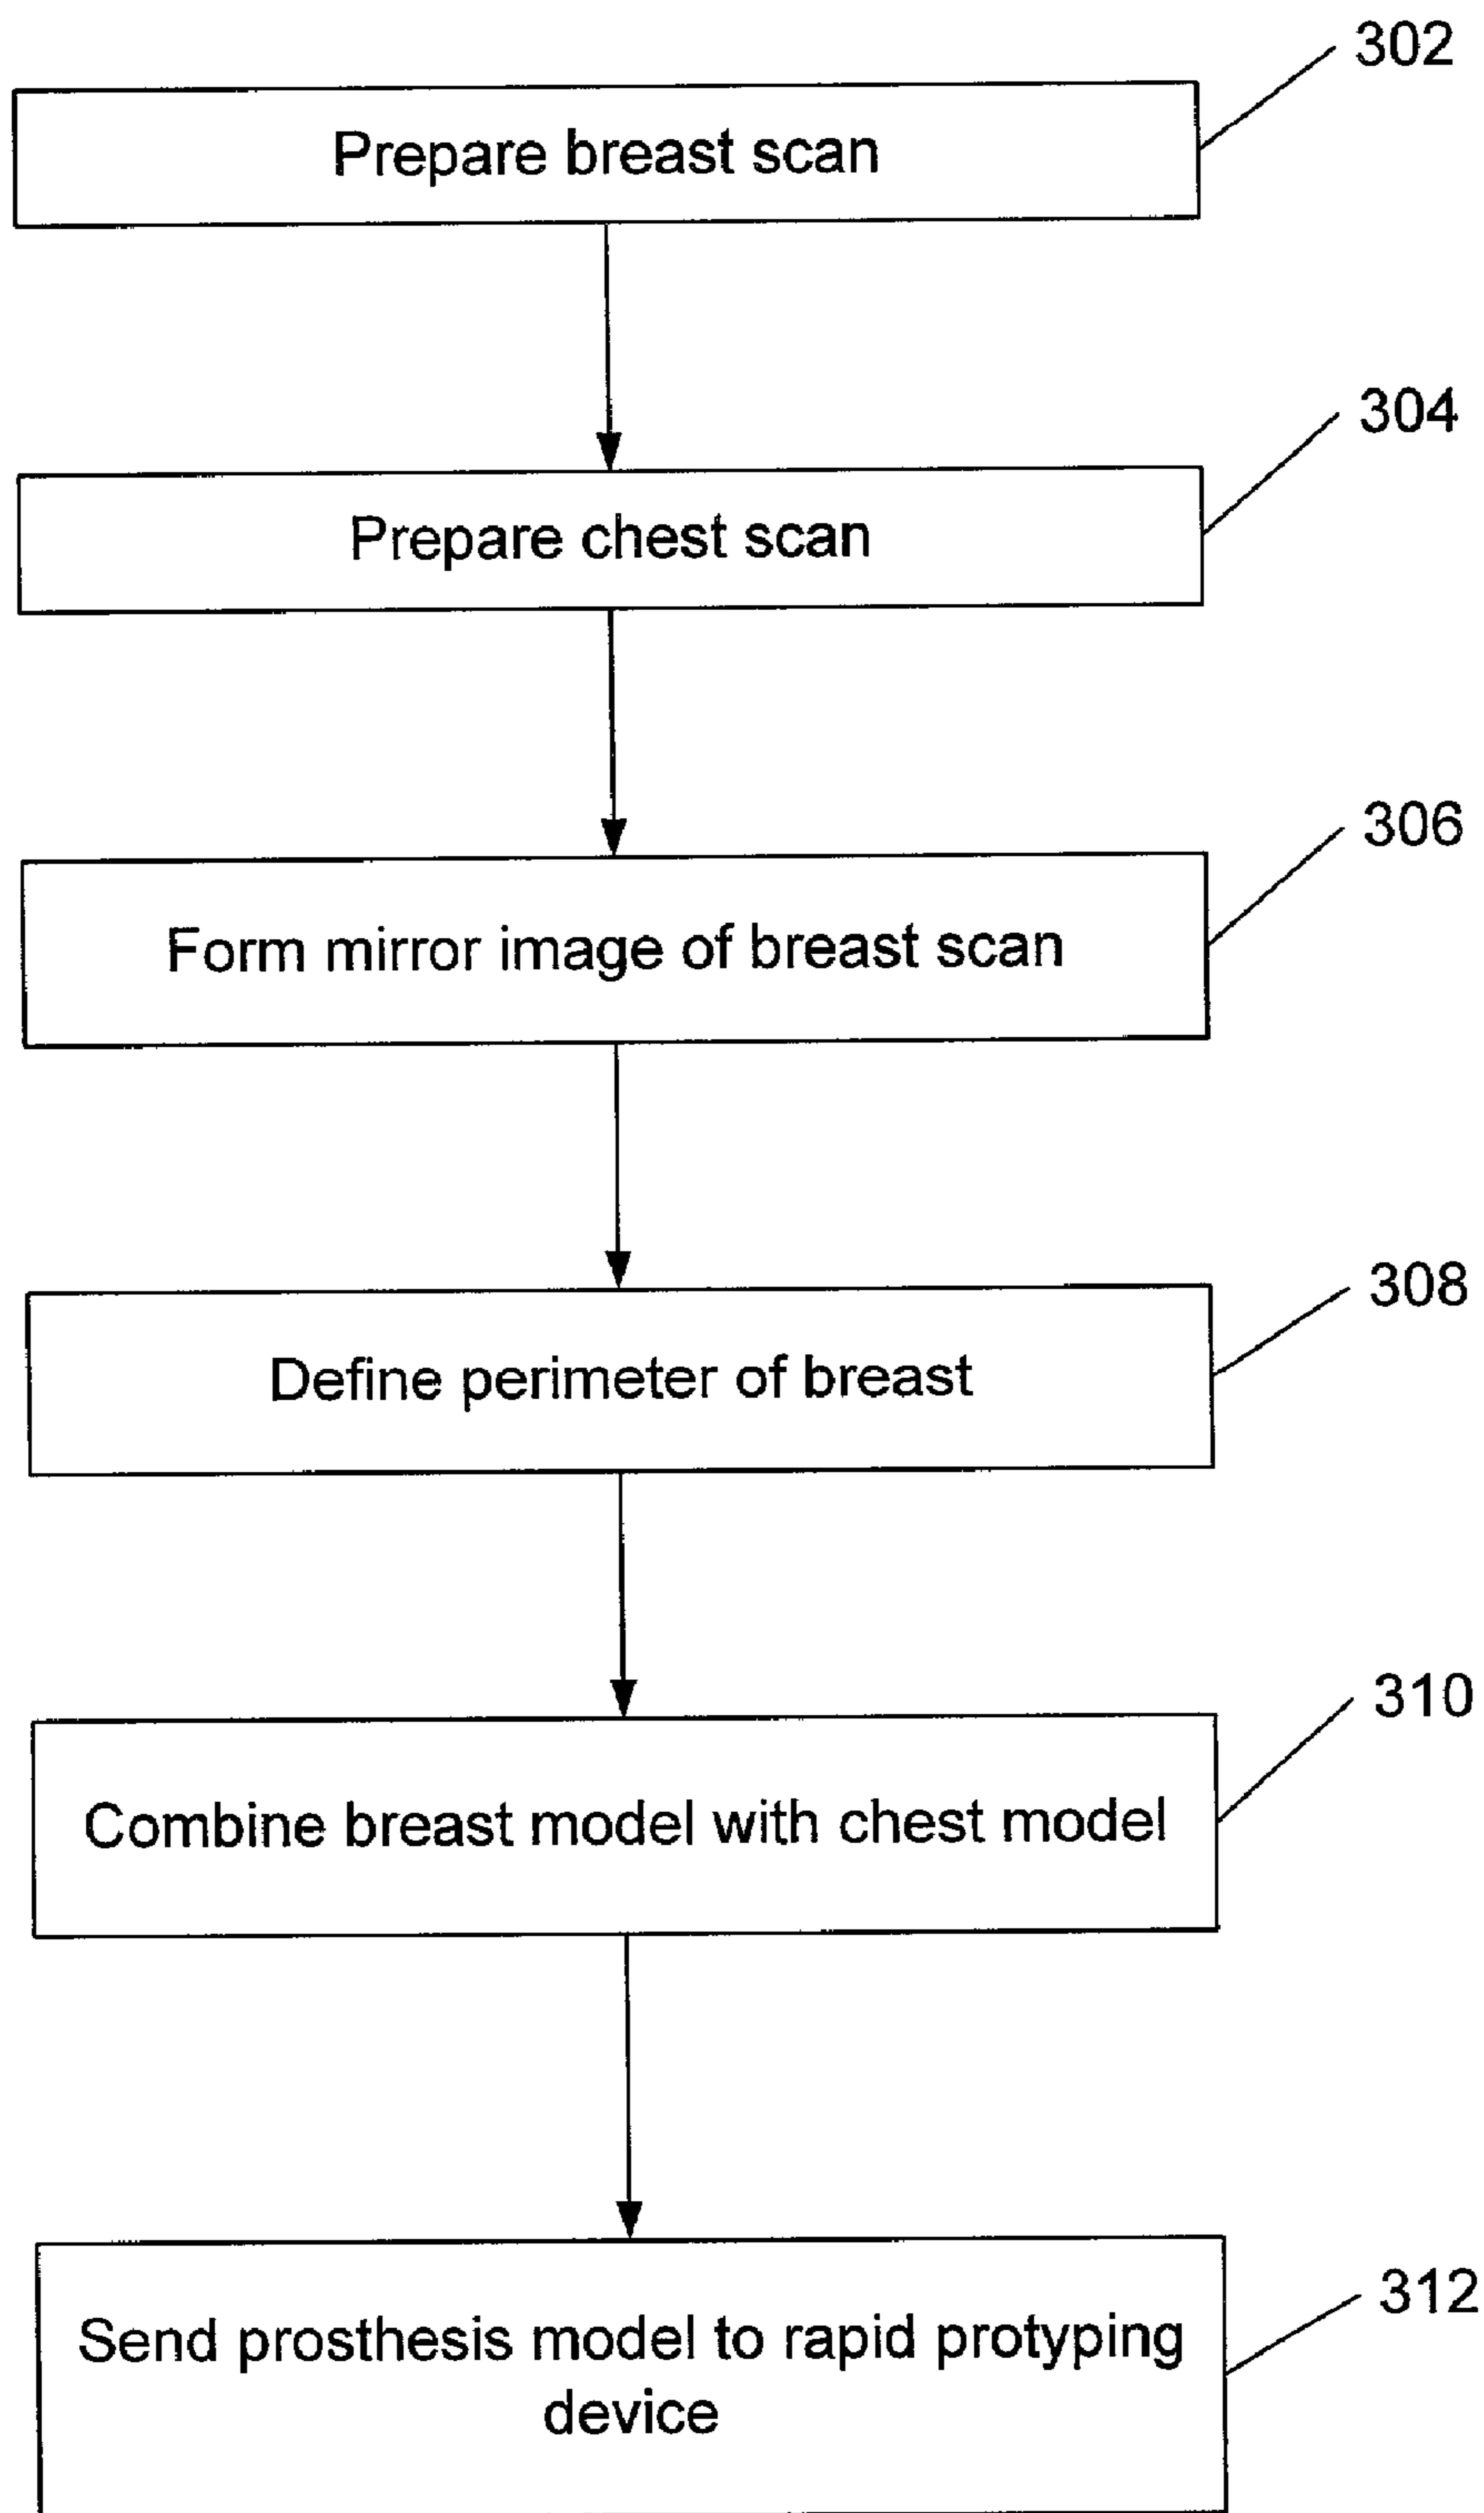 302
Prepare breast scan
304
Prepare chest scan
306
Form mirror image of breast scan
308
Define perimeter of breast
310
Combine breast model with chest model
312
Send prosthesis model to rapid protyping
device